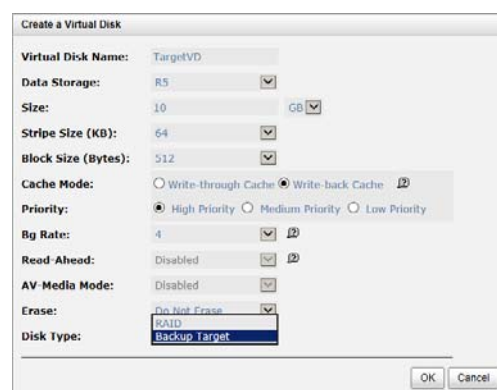 Create a Virtual Disk
Virtual Disk Name: TargetVD
Data Storage: R5
Size: 10 GB
Stripe Size (KB): 64
Block Size (Bytes): 512
Cache Mode: Write-through Cache Write-back Cache
Priority: High Priority Medium Priority Low Priority
Bg Rate: 4
Read-Ahead: Disabled
AV-Media Mode: Disabled
Erase: Do Not Erase
RAID
Disk Type: Backup Target
OK Cancel